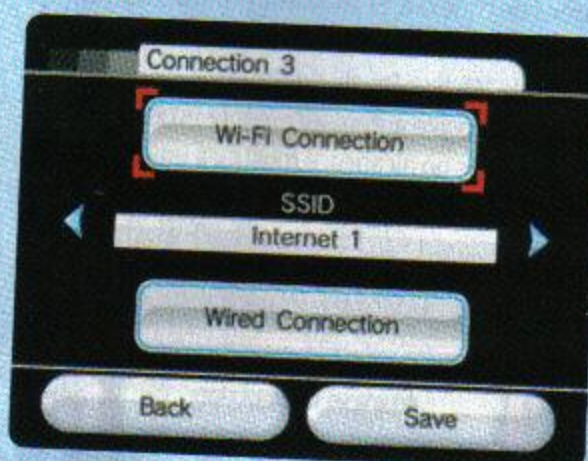 Connection 3
Wi-Fi Connection
SSID
Internet 1
Wired Connection
Back
Save